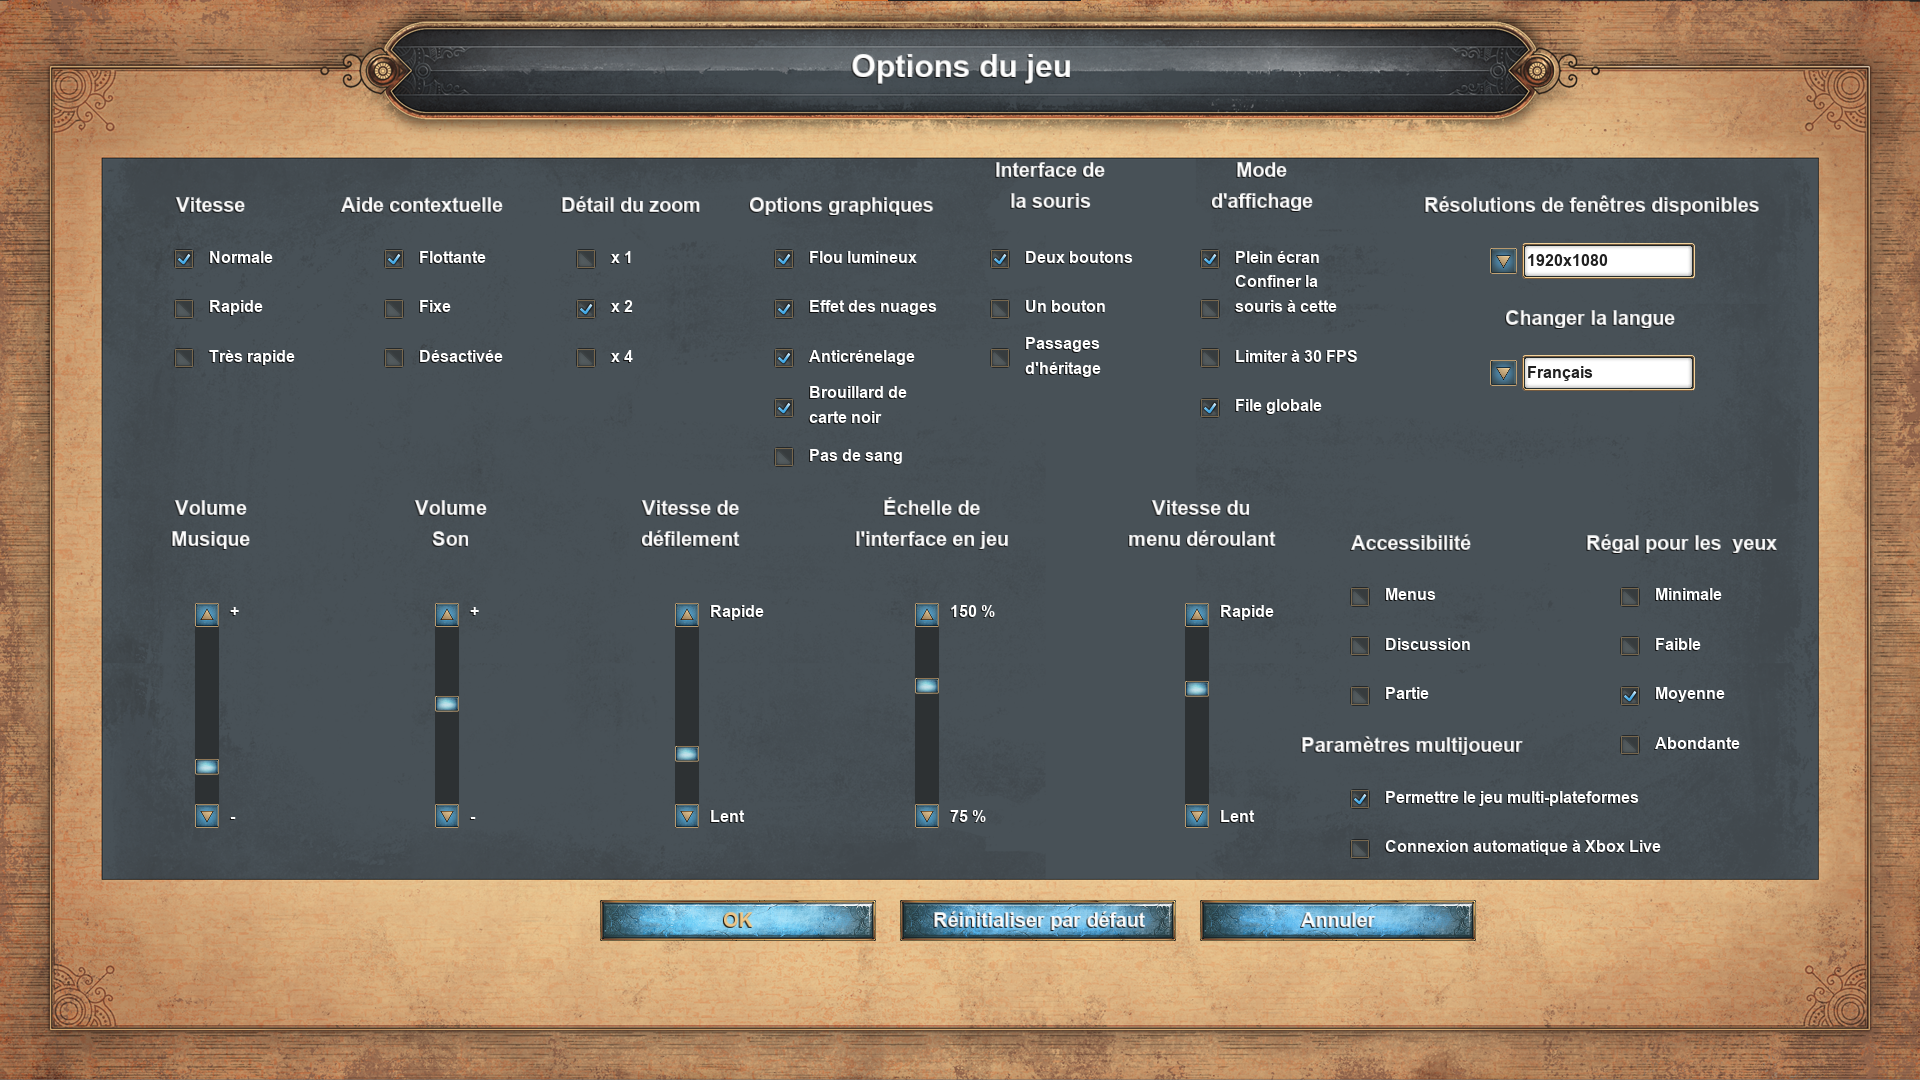 Options du jeu
Vitesse
Normale
Rapide
Très rapide
Aide contextuelle
Flottante
Fixe
Désactivée
Détail du zoom
x 1
x 2
x 4
Options graphiques
Flou lumineux
Effet des nuages
Anticrénelage
Brouillard de
carte noir
Pas de sang
Interface de
la souris
Deux boutons
Un bouton
Passages
d'héritage
Mode
d'affichage
Plein écran
Confiner la
souris à cette
Limiter à 30 FPS
File globale
Résolutions de fenêtres disponibles
1920x1080
Changer la langue
Français
Volume
Musique
+
-
Volume
Son
+
-
Vitesse de
défilement
Rapide
Lent
Échelle de
l'interface en jeu
150 %
75 %
Vitesse du
menu déroulant
Rapide
Lent
Accessibilité
Menus
Discussion
Partie
Régal pour les  yeux
Minimale
Faible
Moyenne
Abondante
Paramètres multijoueur
Permettre le jeu multi-plateformes
Connexion automatique à Xbox Live
OK
Réinitialiser par défaut
Annuler